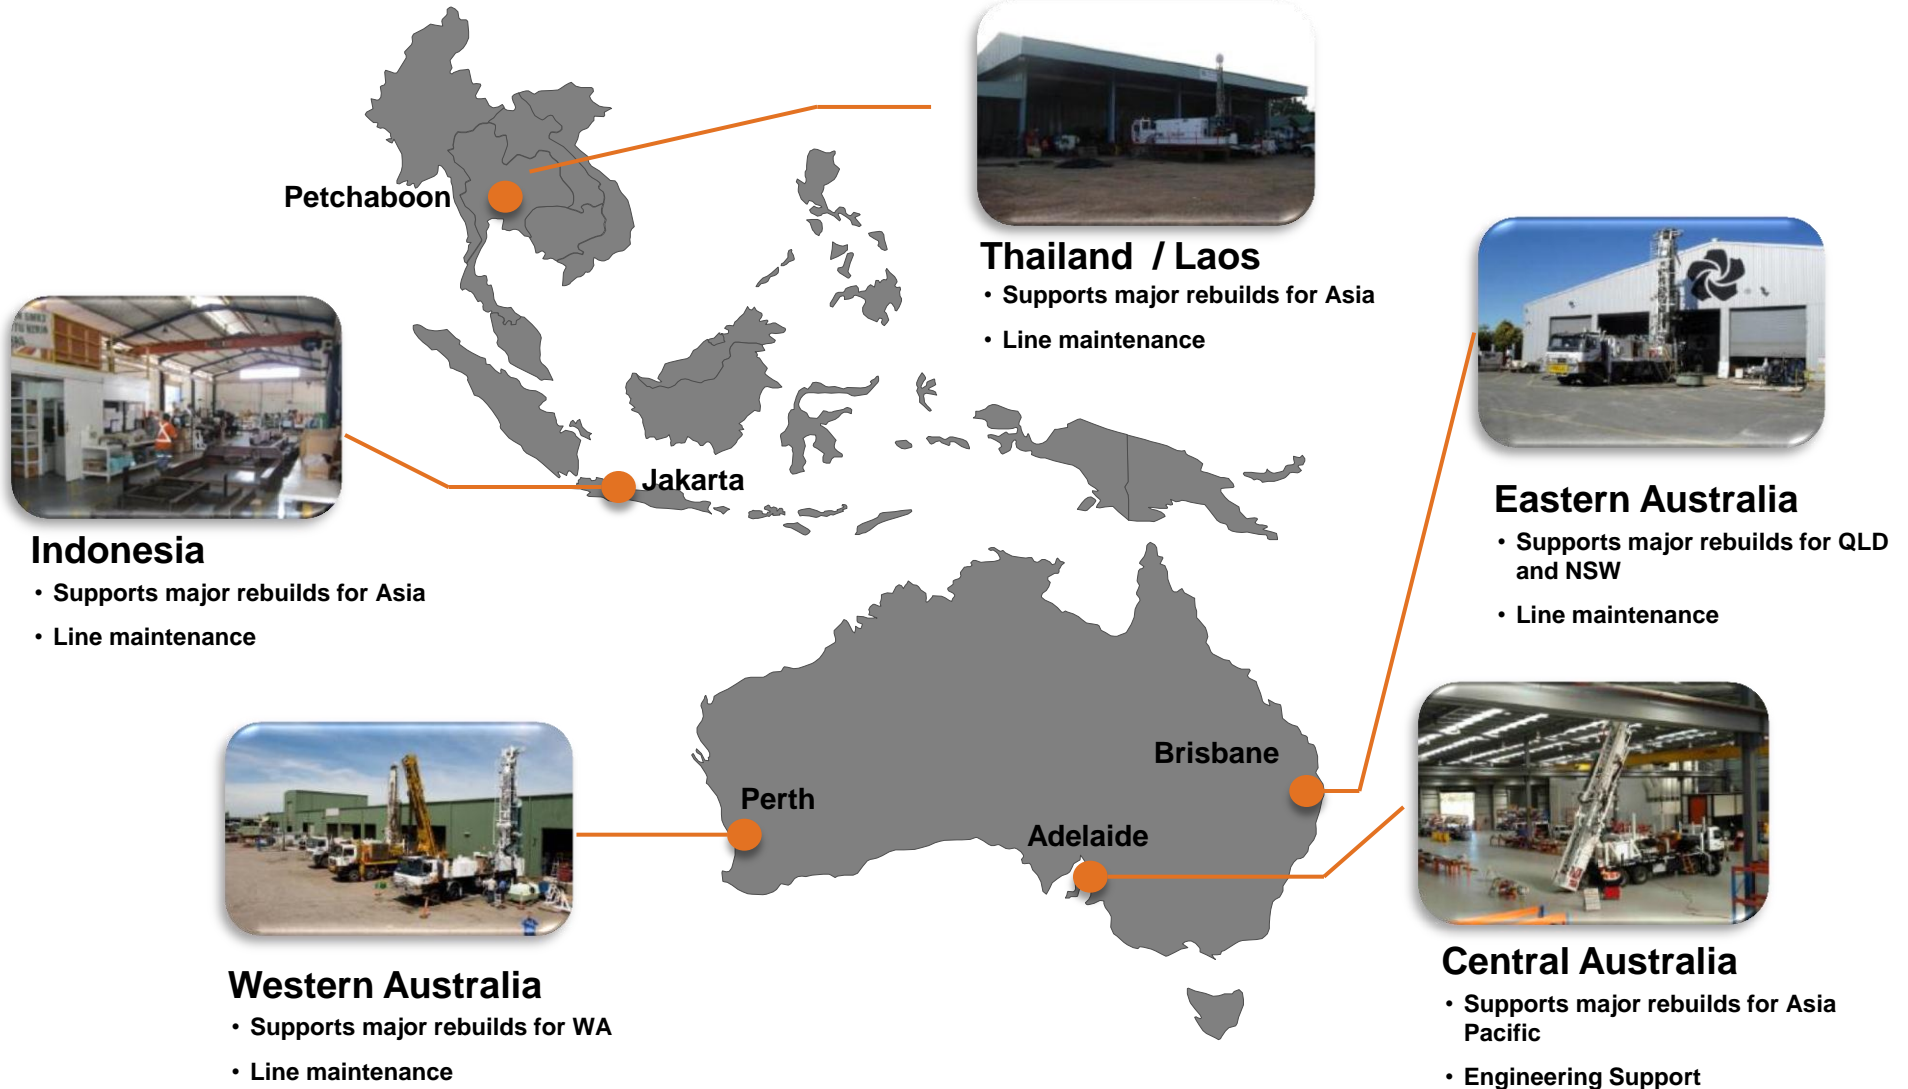 Petchaboon
Thailand / Laos
• Supports major rebuilds for Asia
• Line maintenance
Jakarta
Indonesia
• Supports major rebuilds for Asia
• Line maintenance
Eastern Australia
• Supports major rebuilds for QLD
and NSW
• Line maintenance
Brisbane
Perth
Adelaide
Western Australia
• Supports major rebuilds for WA
• Line maintenance
Central Australia
• Supports major rebuilds for Asia
Pacific
• Engineering Support